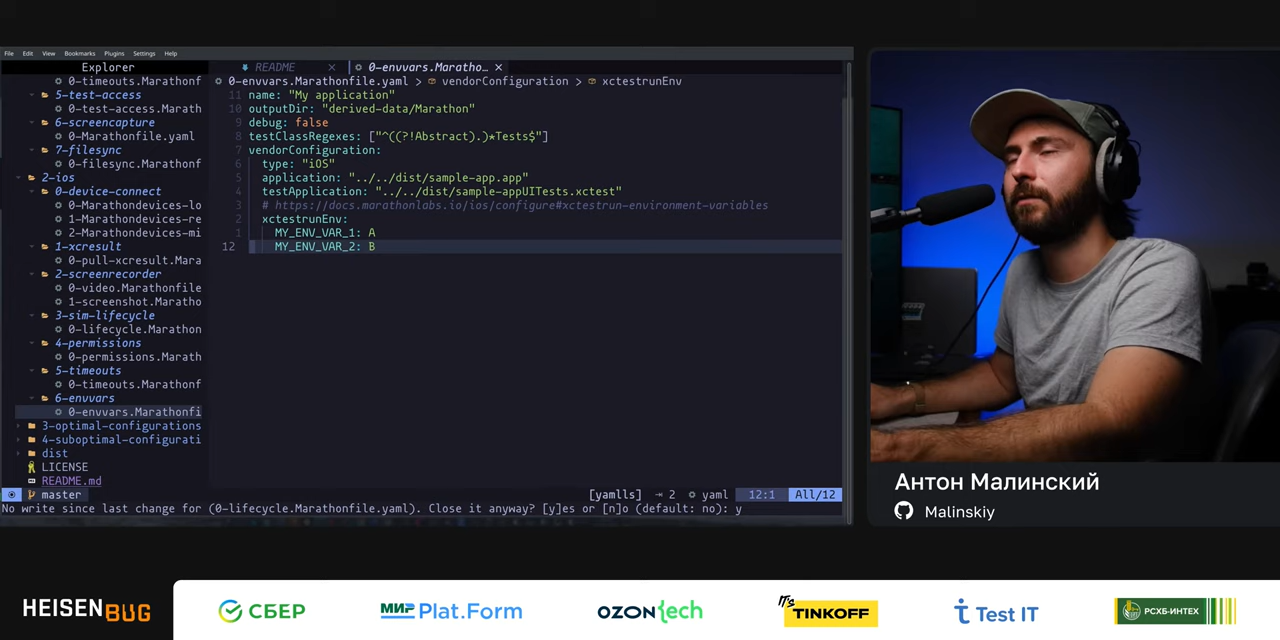 File Edit View Bookmarks Plugins Settings Help
Explorer
README × 0-envvars.Maratho… ×
0-envvars.Marathonfile.yaml > vendorConfiguration > xctestrunEnv
0-timeouts.Marathonf
5-test-access
0-test-access.Marath
6-screencapture
0-Marathonfile.yaml
7-filesync
0-filesync.Marathonf
2-ios
0-device-connect
0-Marathondevices-lo
1-Marathondevices-re
2-Marathondevices-mi
1-xcresult
0-pull-xcresult.Mara
2-screenrecorder
0-video.Marathonfile
1-screenshot.Maratho
3-sim-lifecycle
0-lifecycle.Marathon
4-permissions
0-permissions.Marath
5-timeouts
0-timeouts.Marathonf
6-envvars
0-envvars.Marathonfi
3-optimal-configurations
4-suboptimal-configurati
dist
LICENSE
README.md
11 name: "My application"
10 outputDir: "derived-data/Marathon"
9 debug: false
8 testClassRegexes: ["^((?!Abstract).)*Tests$"]
7 vendorConfiguration:
6 type: "iOS"
5 application: "../../dist/sample-app.app"
4 testApplication: "../../dist/sample-appUITests.xctest"
3 # https://docs.marathonlabs.io/ios/configure#xctestrun-environment-variables
2 xctestrunEnv:
1 MY_ENV_VAR_1: A
12 MY_ENV_VAR_2: B
master [yamlls] 2 yaml 12:1 All/12
No write since last change for (0-lifecycle.Marathonfile.yaml). Close it anyway? [y]es or [n]o (default: no): y
Антон Малинский
Malinskiy
HEISENBUG
СБЕР
МИР Plat.Form
OZON{ech
IT's TINKOFF
Test IT
РСХБ-ИНТЕХ